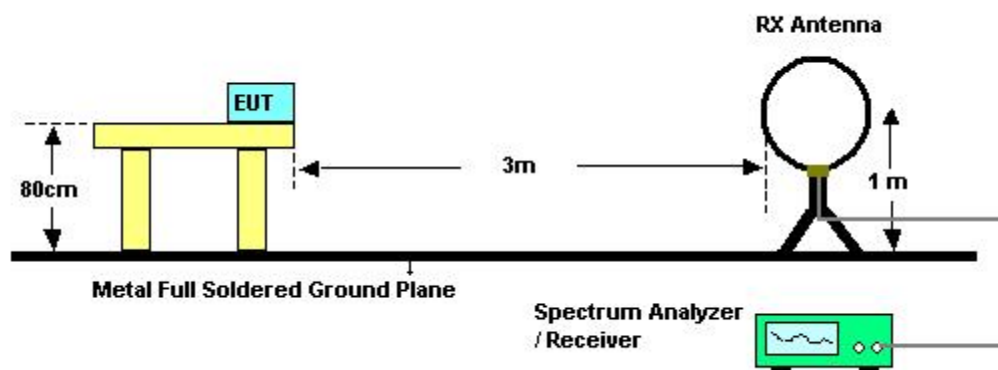 RX Antenna
EUT
3m
80cm
1 m
Metal Full Soldered Ground Plane
Spectrum Analyzer
/ Receiver